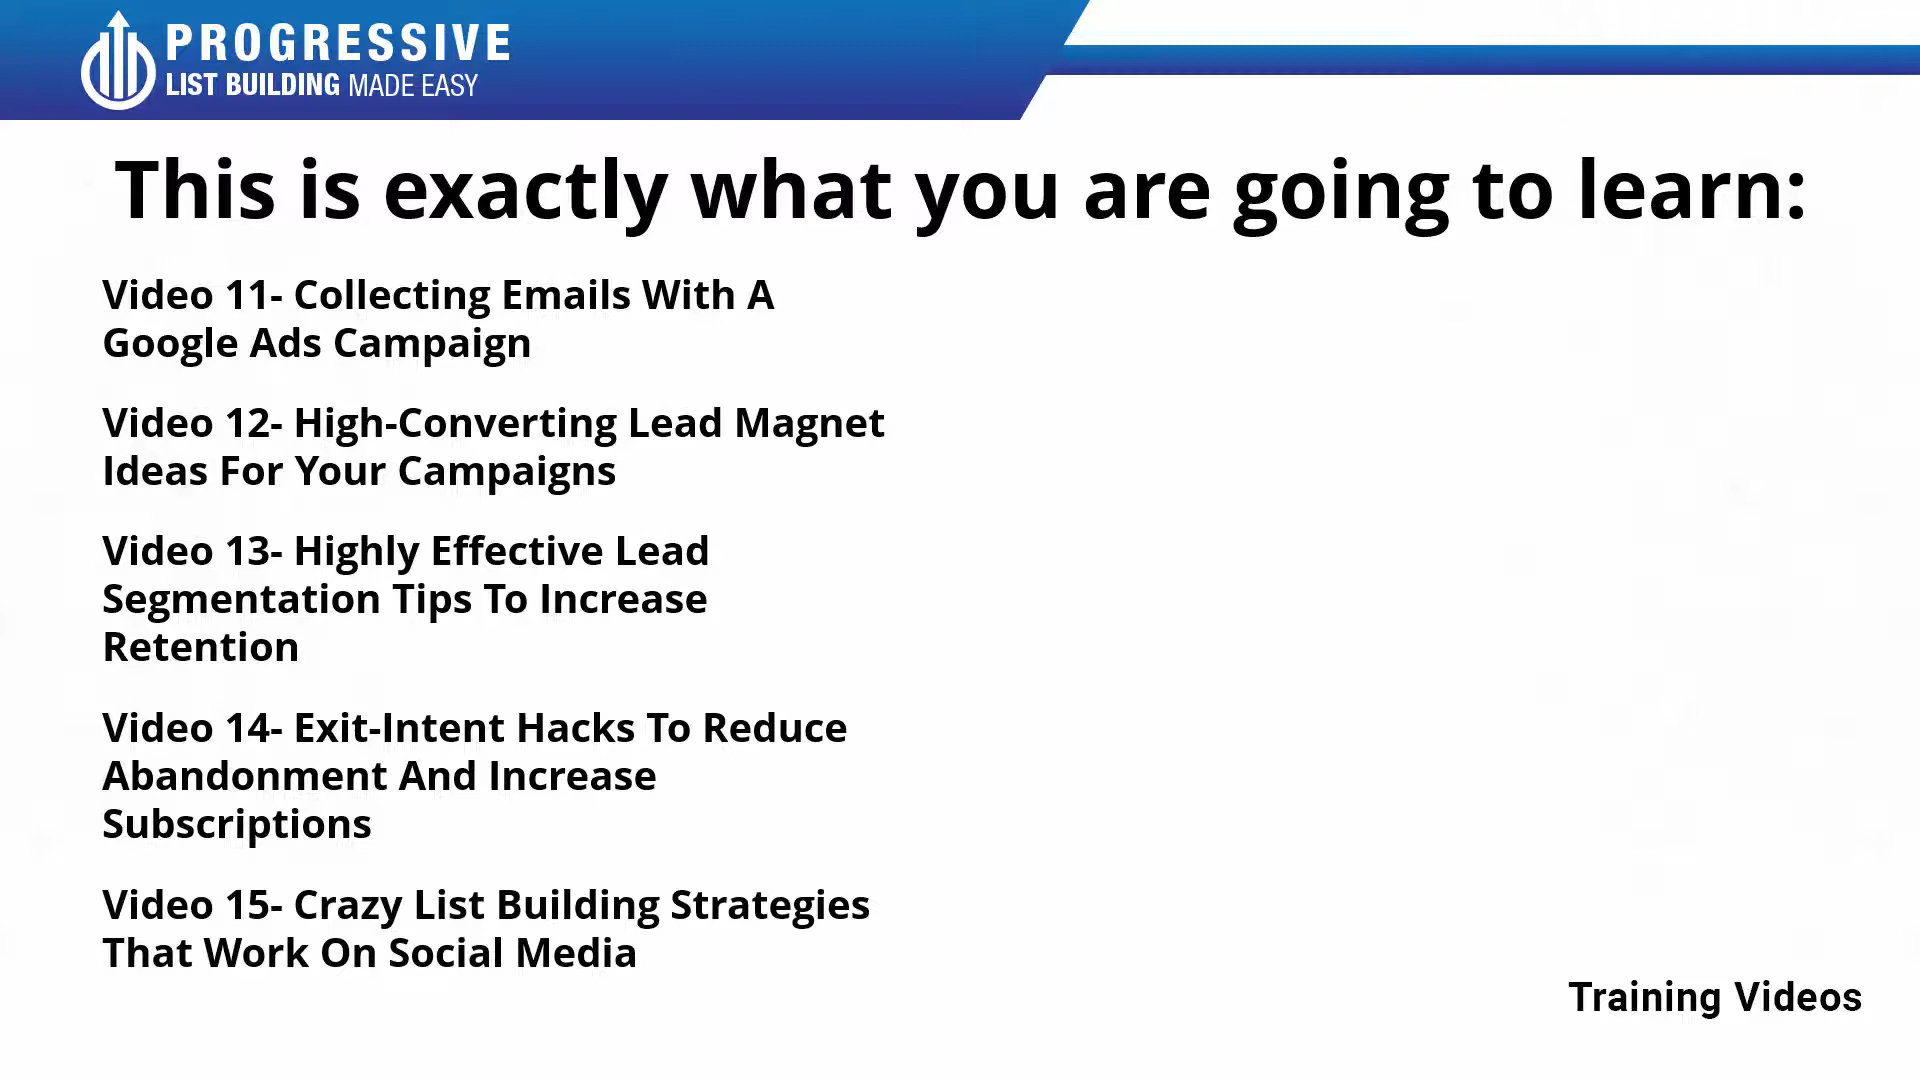 PROGRESSIVE
LIST BUILDING MADE EASY
This is exactly what you are going to learn:
Video 11- Collecting Emails With A
Google Ads Campaign
Video 12- High-Converting Lead Magnet
Ideas For Your Campaigns
Video 13- Highly Effective Lead
Segmentation Tips To Increase
Retention
Video 14- Exit-Intent Hacks To Reduce
Abandonment And Increase
Subscriptions
Video 15- Crazy List Building Strategies
That Work On Social Media
Training Videos